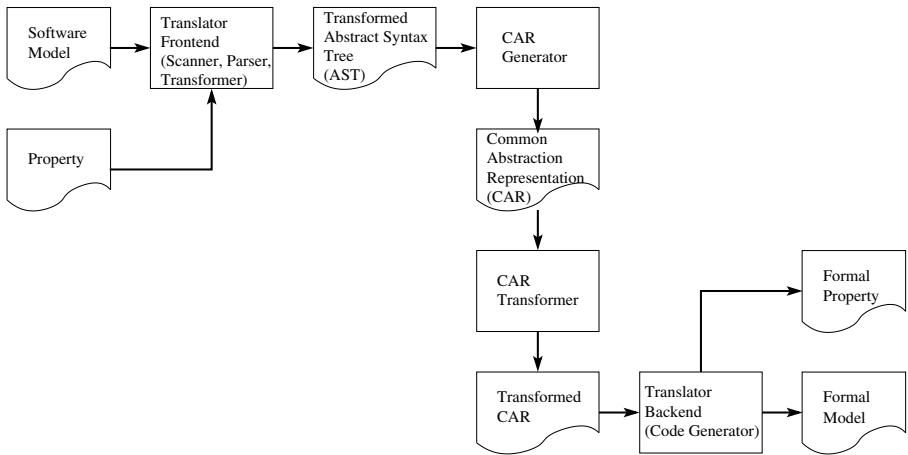 Software
Model
Translator
Frontend
(Scanner, Parser,
Transformer)
Transformed
Abstract Syntax
Tree
(AST)
CAR
Generator
Property
Common
Abstraction
Representation
(CAR)
CAR
Transformer
Formal
Property
Transformed
CAR
Translator
Backend
(Code Generator)
Formal
Model